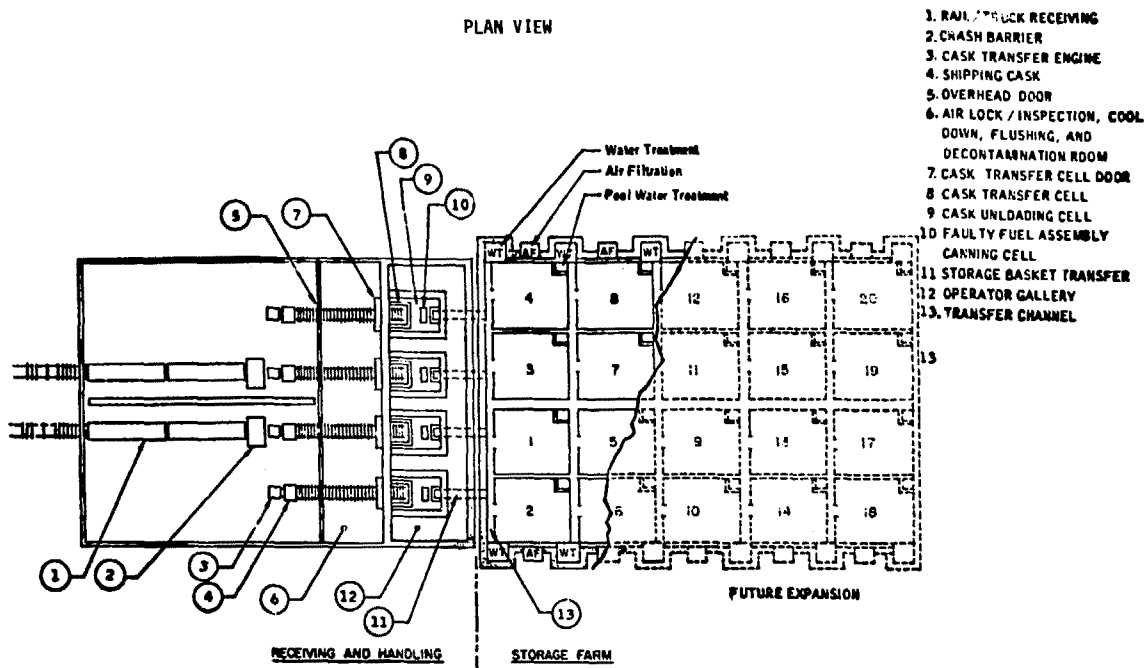 PLAN VIEW
1. RAIL / TRUCK RECEIVING
2. CRASH BARRIER
3. CASK TRANSFER ENGINE
4. SHIPPING CASK
5. OVERHEAD DOOR
6. AIR LOCK / INSPECTION, COOL
DOWN, FLUSHING, AND
DECONTAMINATION ROOM
7. CASK TRANSFER CELL DOOR
8 CASK TRANSFER CELL
9 CASK UNLOADING CELL
10 FAULTY FUEL ASSEMBLY
CANNING CELL
11 STORAGE BASKET TRANSFER
12 OPERATOR GALLERY
13. TRANSFER CHANNEL
13
Water Treatment
Air Filtration
Pool Water Treatment
8
9
10
5
7
WT AF AF WT
4 8 12 16 20
3 7 11 15 19
1 5 9 17
2 6 10 14 18
WT AF WT
1 2 3 4 6 12 11 13
FUTURE EXPANSION
RECEIVING AND HANDLING STORAGE FARM